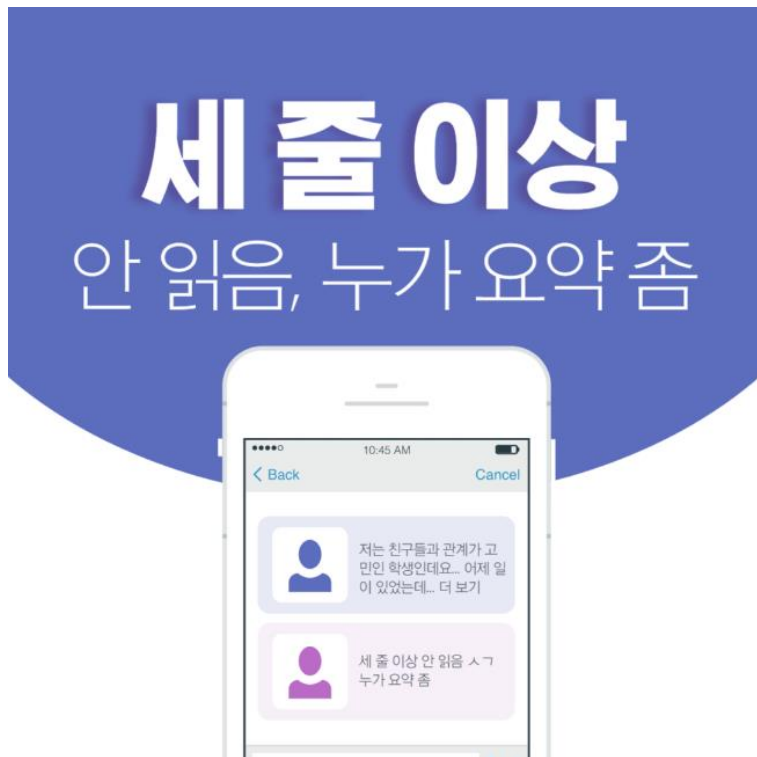 세 줄 이상
안 읽음, 누가 요약 좀
10:45 AM
< Back Cancel
저는 친구들과 관계가 고
민인 학생인데요... 어제 일
이 있었는데... 더 보기
세 줄 이상 안 읽음 ㅅㄱ
누가 요약 좀